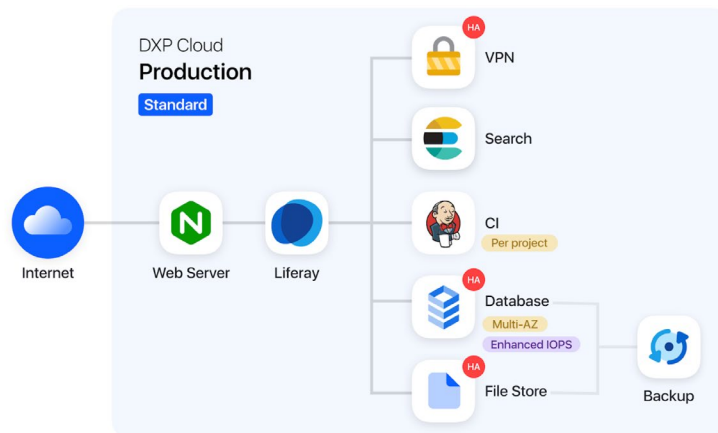 DXP Cloud
Production
Standard
HA
VPN
Search
CI
Per project
Internet
N
Web Server
Liferay
HA
Database
Multi-AZ
Enhanced IOPS
HA
File Store
Backup